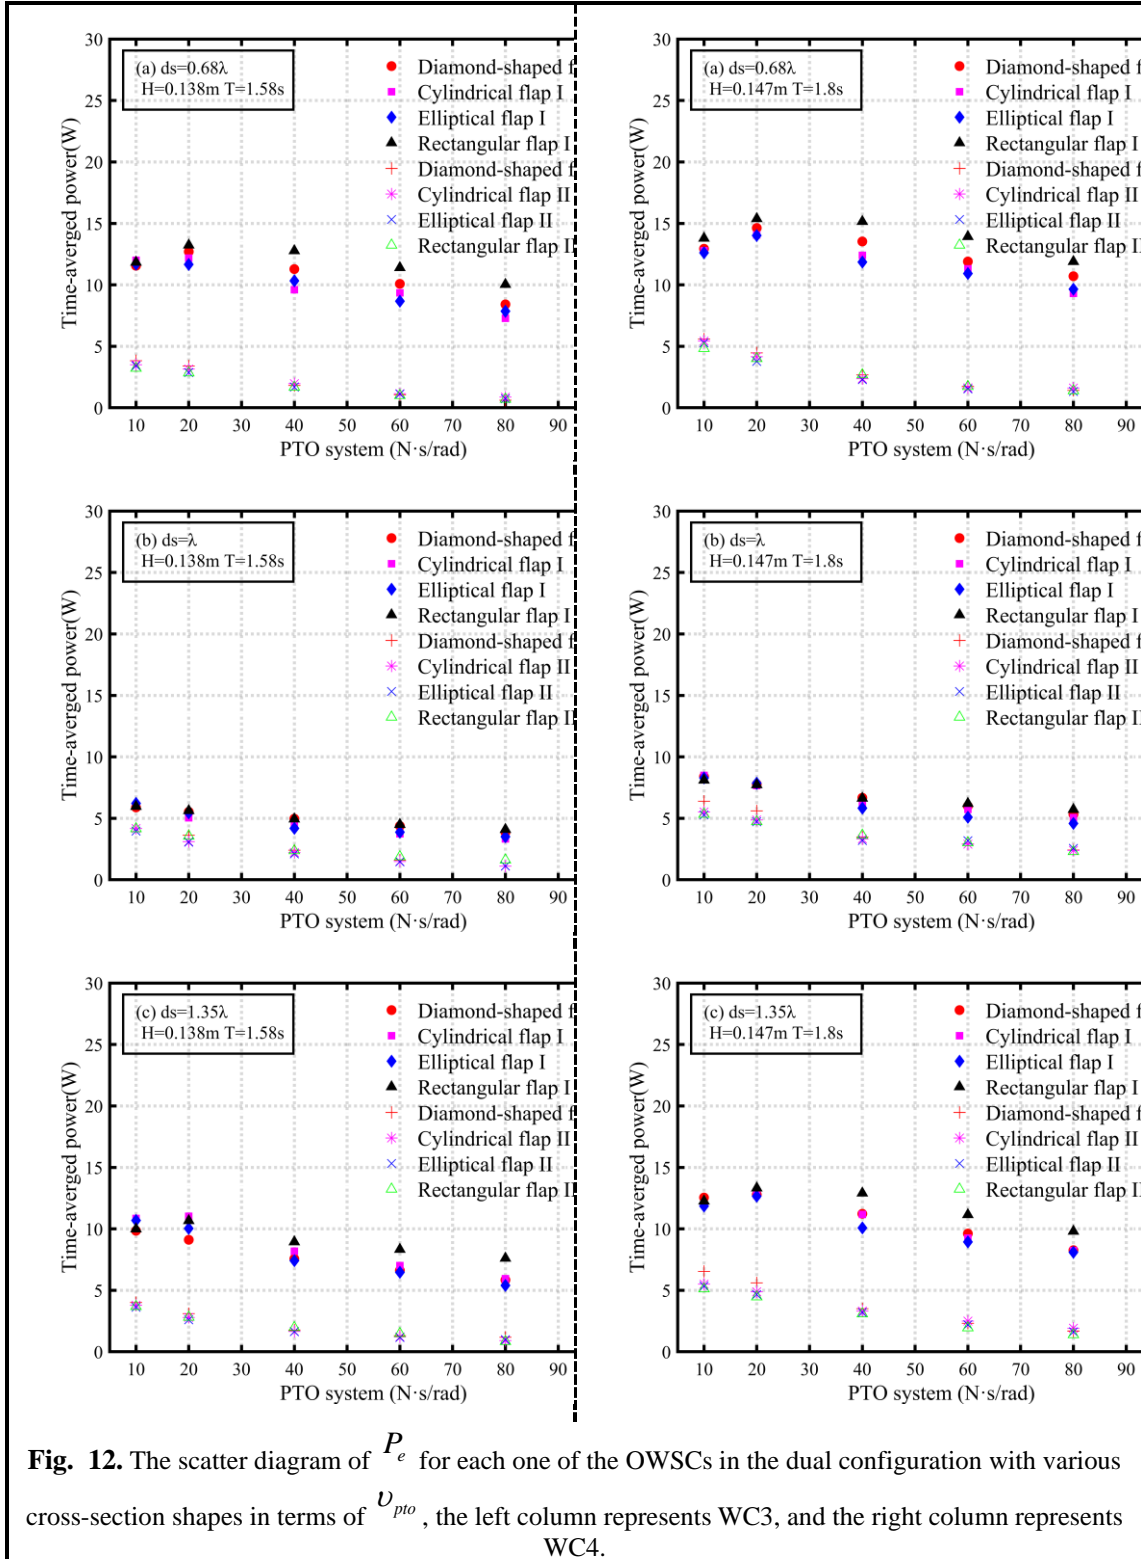 30
25
20
15
10
5
0
Time-averged power(W)
(a) ds=0.68λ
H=0.138m T=1.58s
Diamond-shaped f
Cylindrical flap I
Elliptical flap I
Rectangular flap I
Diamond-shaped f
Cylindrical flap II
Elliptical flap II
Rectangular flap II
10 20 30 40 50 60 70 80 90
PTO system (N·s/rad)
30
25
20
15
10
5
0
Time-averged power(W)
(a) ds=0.68λ
H=0.147m T=1.8s
Diamond-shaped f
Cylindrical flap I
Elliptical flap I
Rectangular flap I
Diamond-shaped f
Cylindrical flap II
Elliptical flap II
Rectangular flap II
10 20 30 40 50 60 70 80 90
PTO system (N·s/rad)
30
25
20
15
10
5
0
Time-averged power(W)
(b) ds=λ
H=0.138m T=1.58s
Diamond-shaped f
Cylindrical flap I
Elliptical flap I
Rectangular flap I
Diamond-shaped f
Cylindrical flap II
Elliptical flap II
Rectangular flap II
10 20 30 40 50 60 70 80 90
PTO system (N·s/rad)
30
25
20
15
10
5
0
Time-averged power(W)
(b) ds=λ
H=0.147m T=1.8s
Diamond-shaped f
Cylindrical flap I
Elliptical flap I
Rectangular flap I
Diamond-shaped f
Cylindrical flap II
Elliptical flap II
Rectangular flap II
10 20 30 40 50 60 70 80 90
PTO system (N·s/rad)
30
25
20
15
10
5
0
Time-averged power(W)
(c) ds=1.35λ
H=0.138m T=1.58s
Diamond-shaped f
Cylindrical flap I
Elliptical flap I
Rectangular flap I
Diamond-shaped f
Cylindrical flap II
Elliptical flap II
Rectangular flap II
10 20 30 40 50 60 70 80 90
PTO system (N·s/rad)
30
25
20
15
10
5
0
Time-averged power(W)
(c) ds=1.35λ
H=0.147m T=1.8s
Diamond-shaped f
Cylindrical flap I
Elliptical flap I
Rectangular flap I
Diamond-shaped f
Cylindrical flap II
Elliptical flap II
Rectangular flap II
10 20 30 40 50 60 70 80 90
PTO system (N·s/rad)
Fig. 12. The scatter diagram of P_e for each one of the OWSCs in the dual configuration with various
cross-section shapes in terms of υ_pto , the left column represents WC3, and the right column represents
WC4.